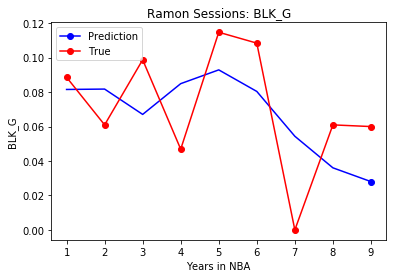 Ramon Sessions: BLK_G
Prediction
True
0.12
0.10
0.08
0.06
0.04
0.02
0.00
BLK_G
1 2 3 4 5 6 7 8 9
Years in NBA